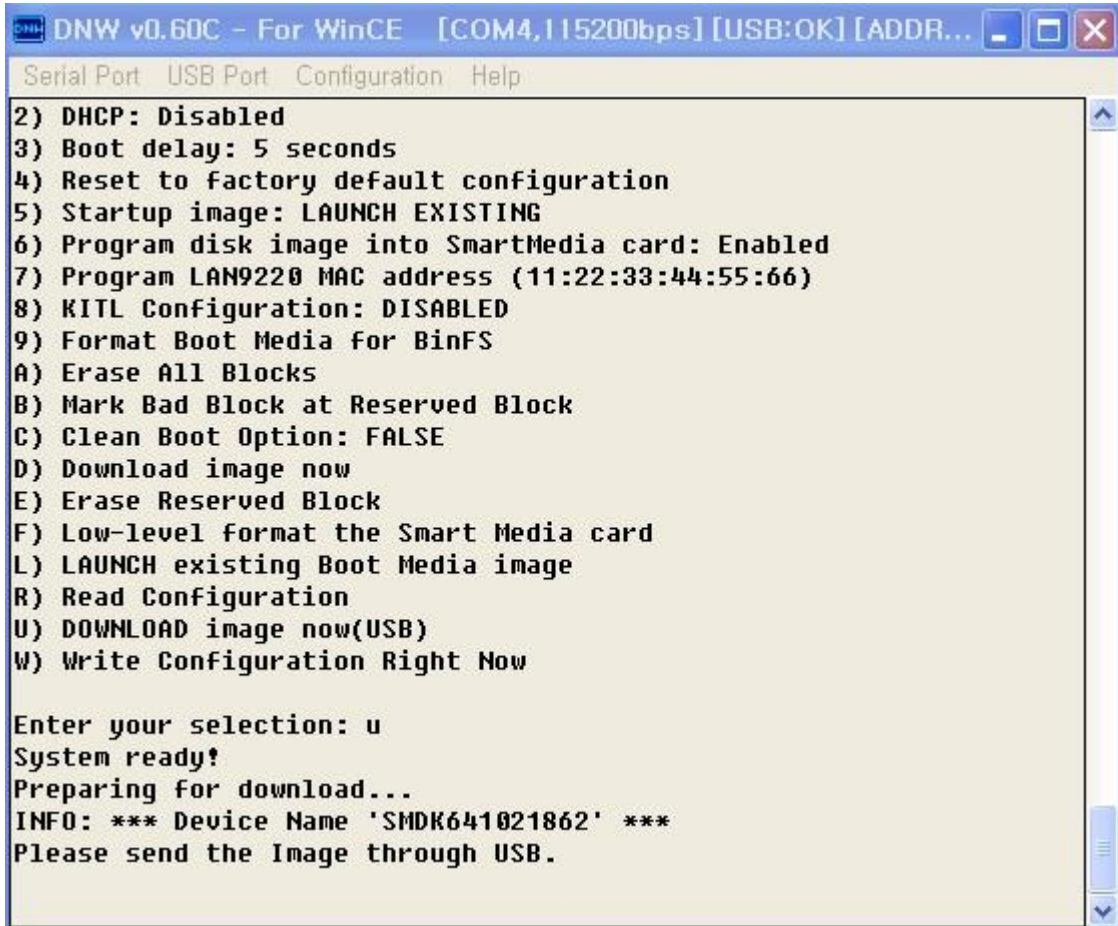 DNW v0.60C - For WinCE [COM4,115200bps] [USB:OK] [ADDR...
Serial Port USB Port Configuration Help
2) DHCP: Disabled
3) Boot delay: 5 seconds
4) Reset to factory default configuration
5) Startup image: LAUNCH EXISTING
6) Program disk image into SmartMedia card: Enabled
7) Program LAN9220 MAC address (11:22:33:44:55:66)
8) KITL Configuration: DISABLED
9) Format Boot Media for BinFS
A) Erase All Blocks
B) Mark Bad Block at Reserved Block
C) Clean Boot Option: FALSE
D) Download image now
E) Erase Reserved Block
F) Low-level format the Smart Media card
L) LAUNCH existing Boot Media image
R) Read Configuration
U) DOWNLOAD image now(USB)
W) Write Configuration Right Now
Enter your selection: u
System ready!
Preparing for download...
INFO: *** Device Name 'SMDK641021862' ***
Please send the Image through USB.